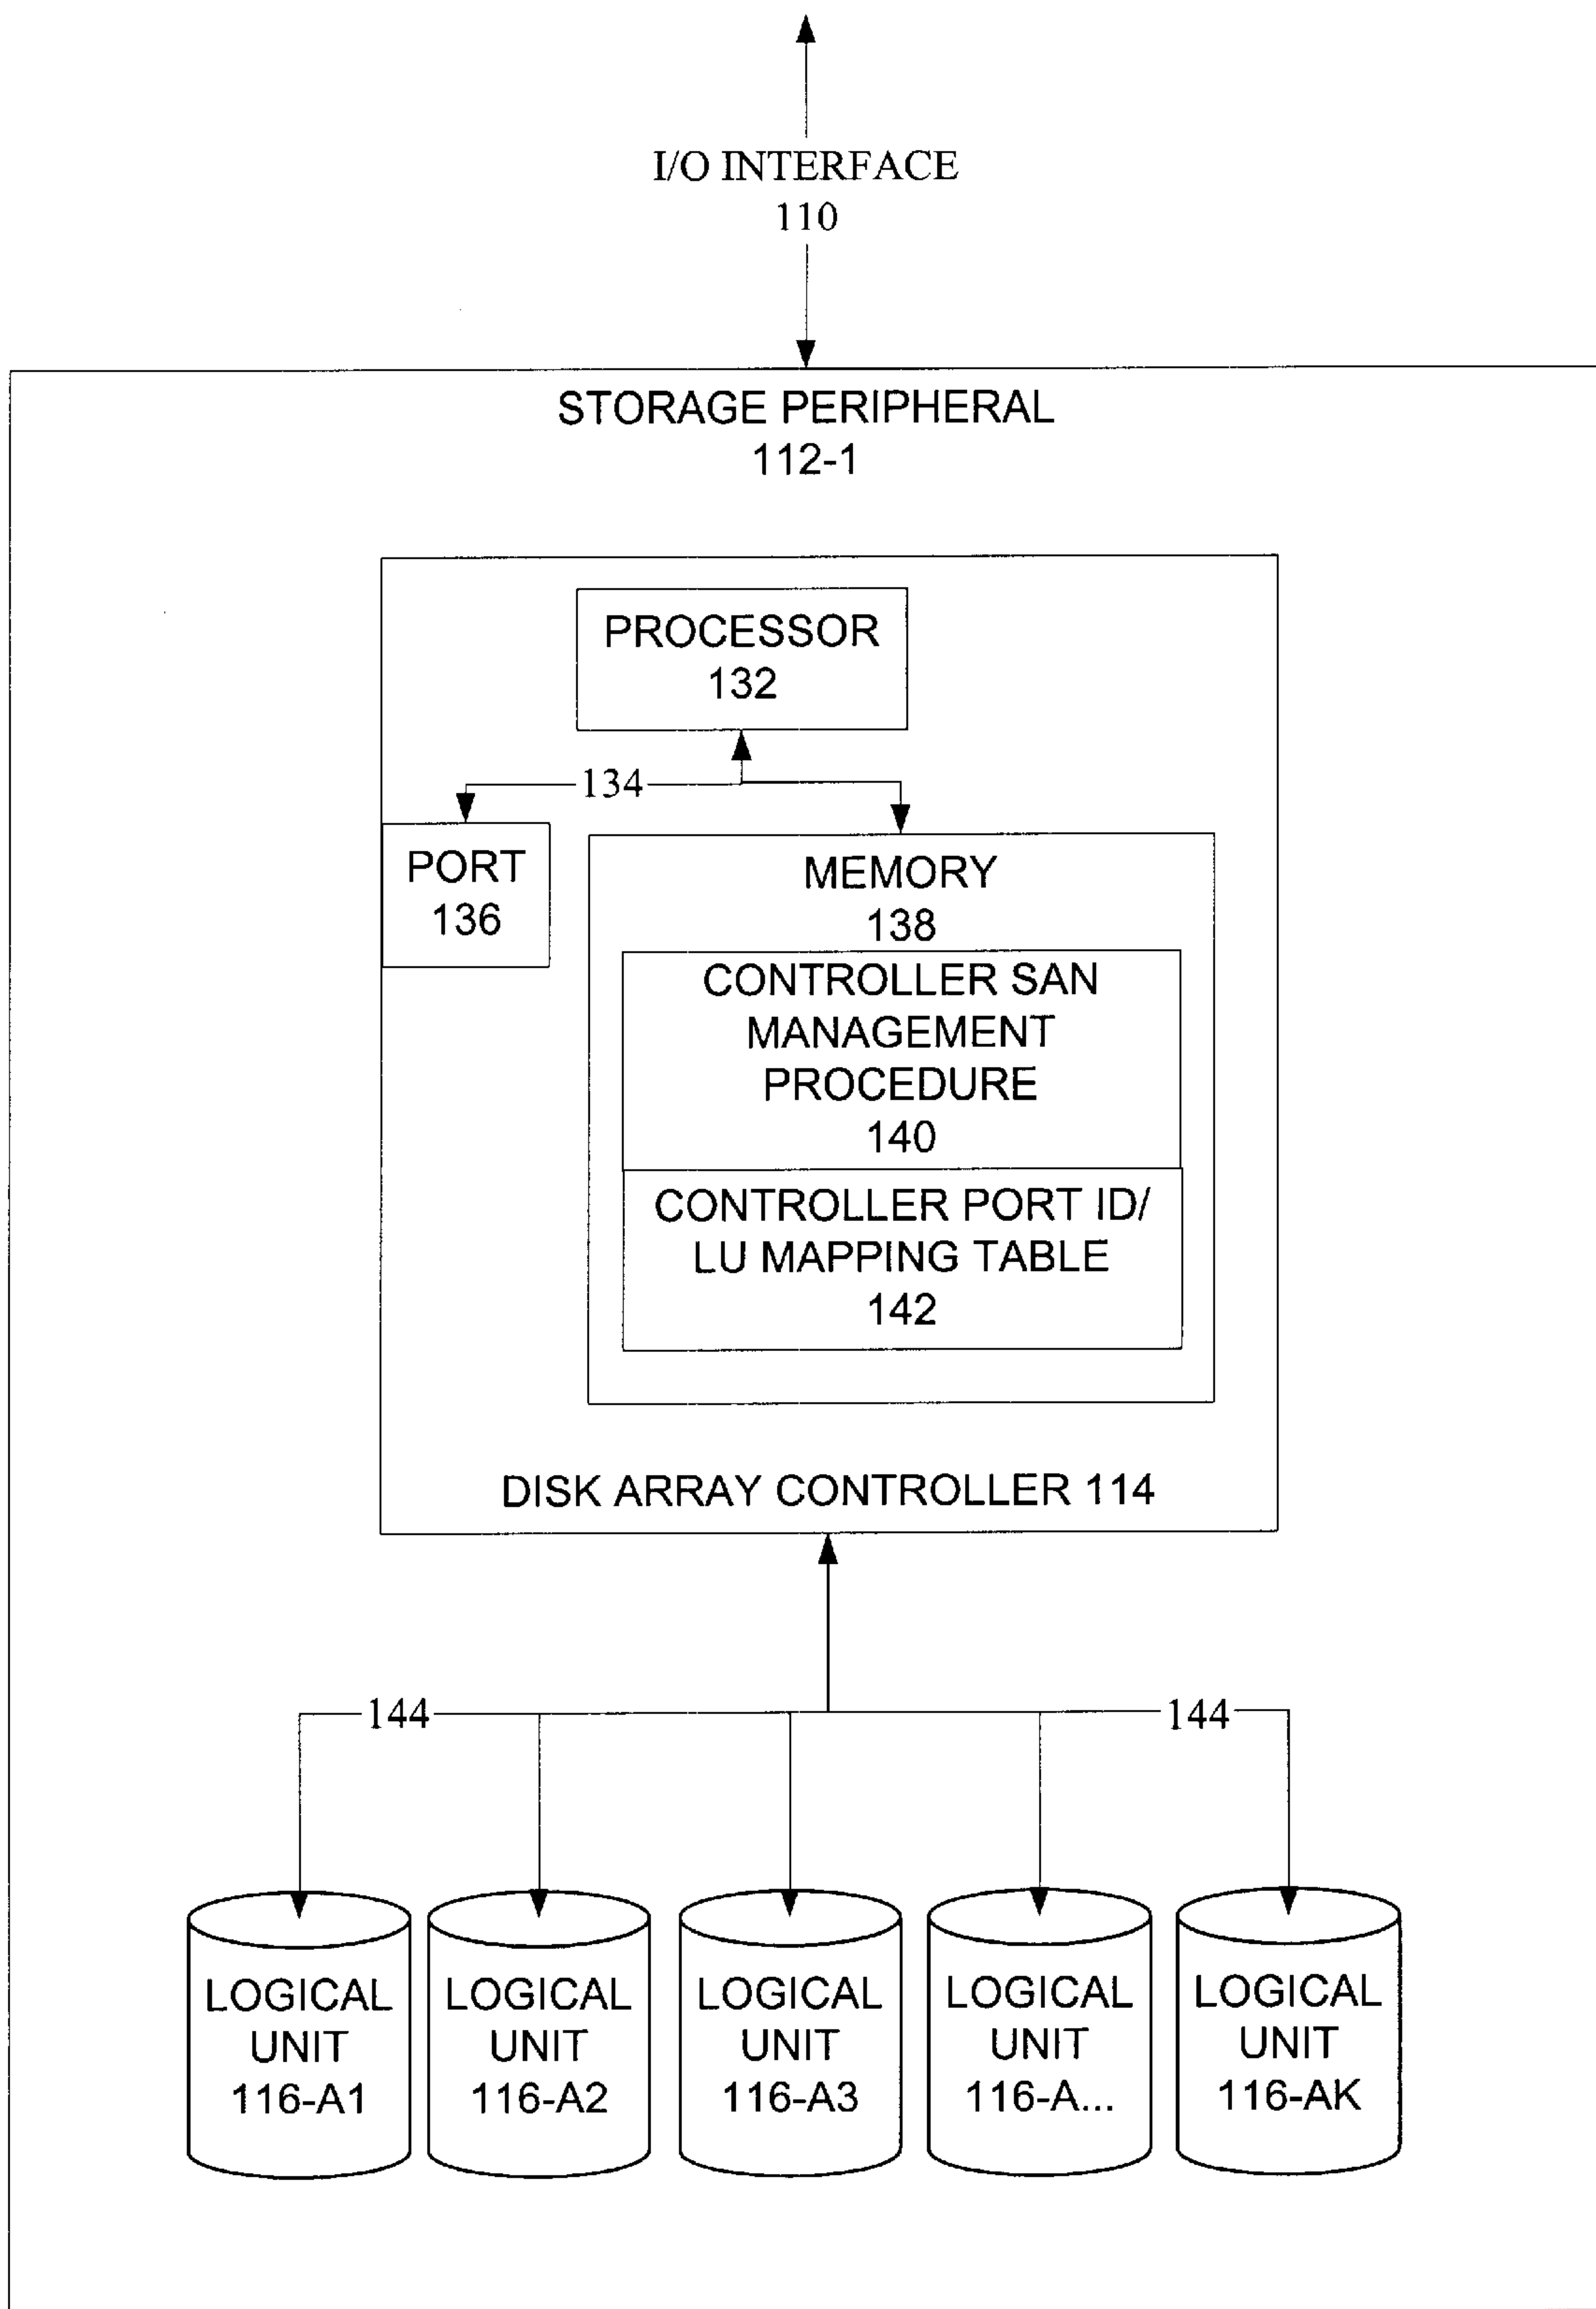 I/O INTERFACE
110
STORAGE PERIPHERAL
112-1
PROCESSOR
132
134
PORT
136
MEMORY
138
CONTROLLER SAN
MANAGEMENT
PROCEDURE
140
CONTROLLER PORT ID/
LU MAPPING TABLE
142
DISK ARRAY CONTROLLER 114
144
144
LOGICAL
UNIT
116-A1
LOGICAL
UNIT
116-A2
LOGICAL
UNIT
116-A3
LOGICAL
UNIT
116-A...
LOGICAL
UNIT
116-AK